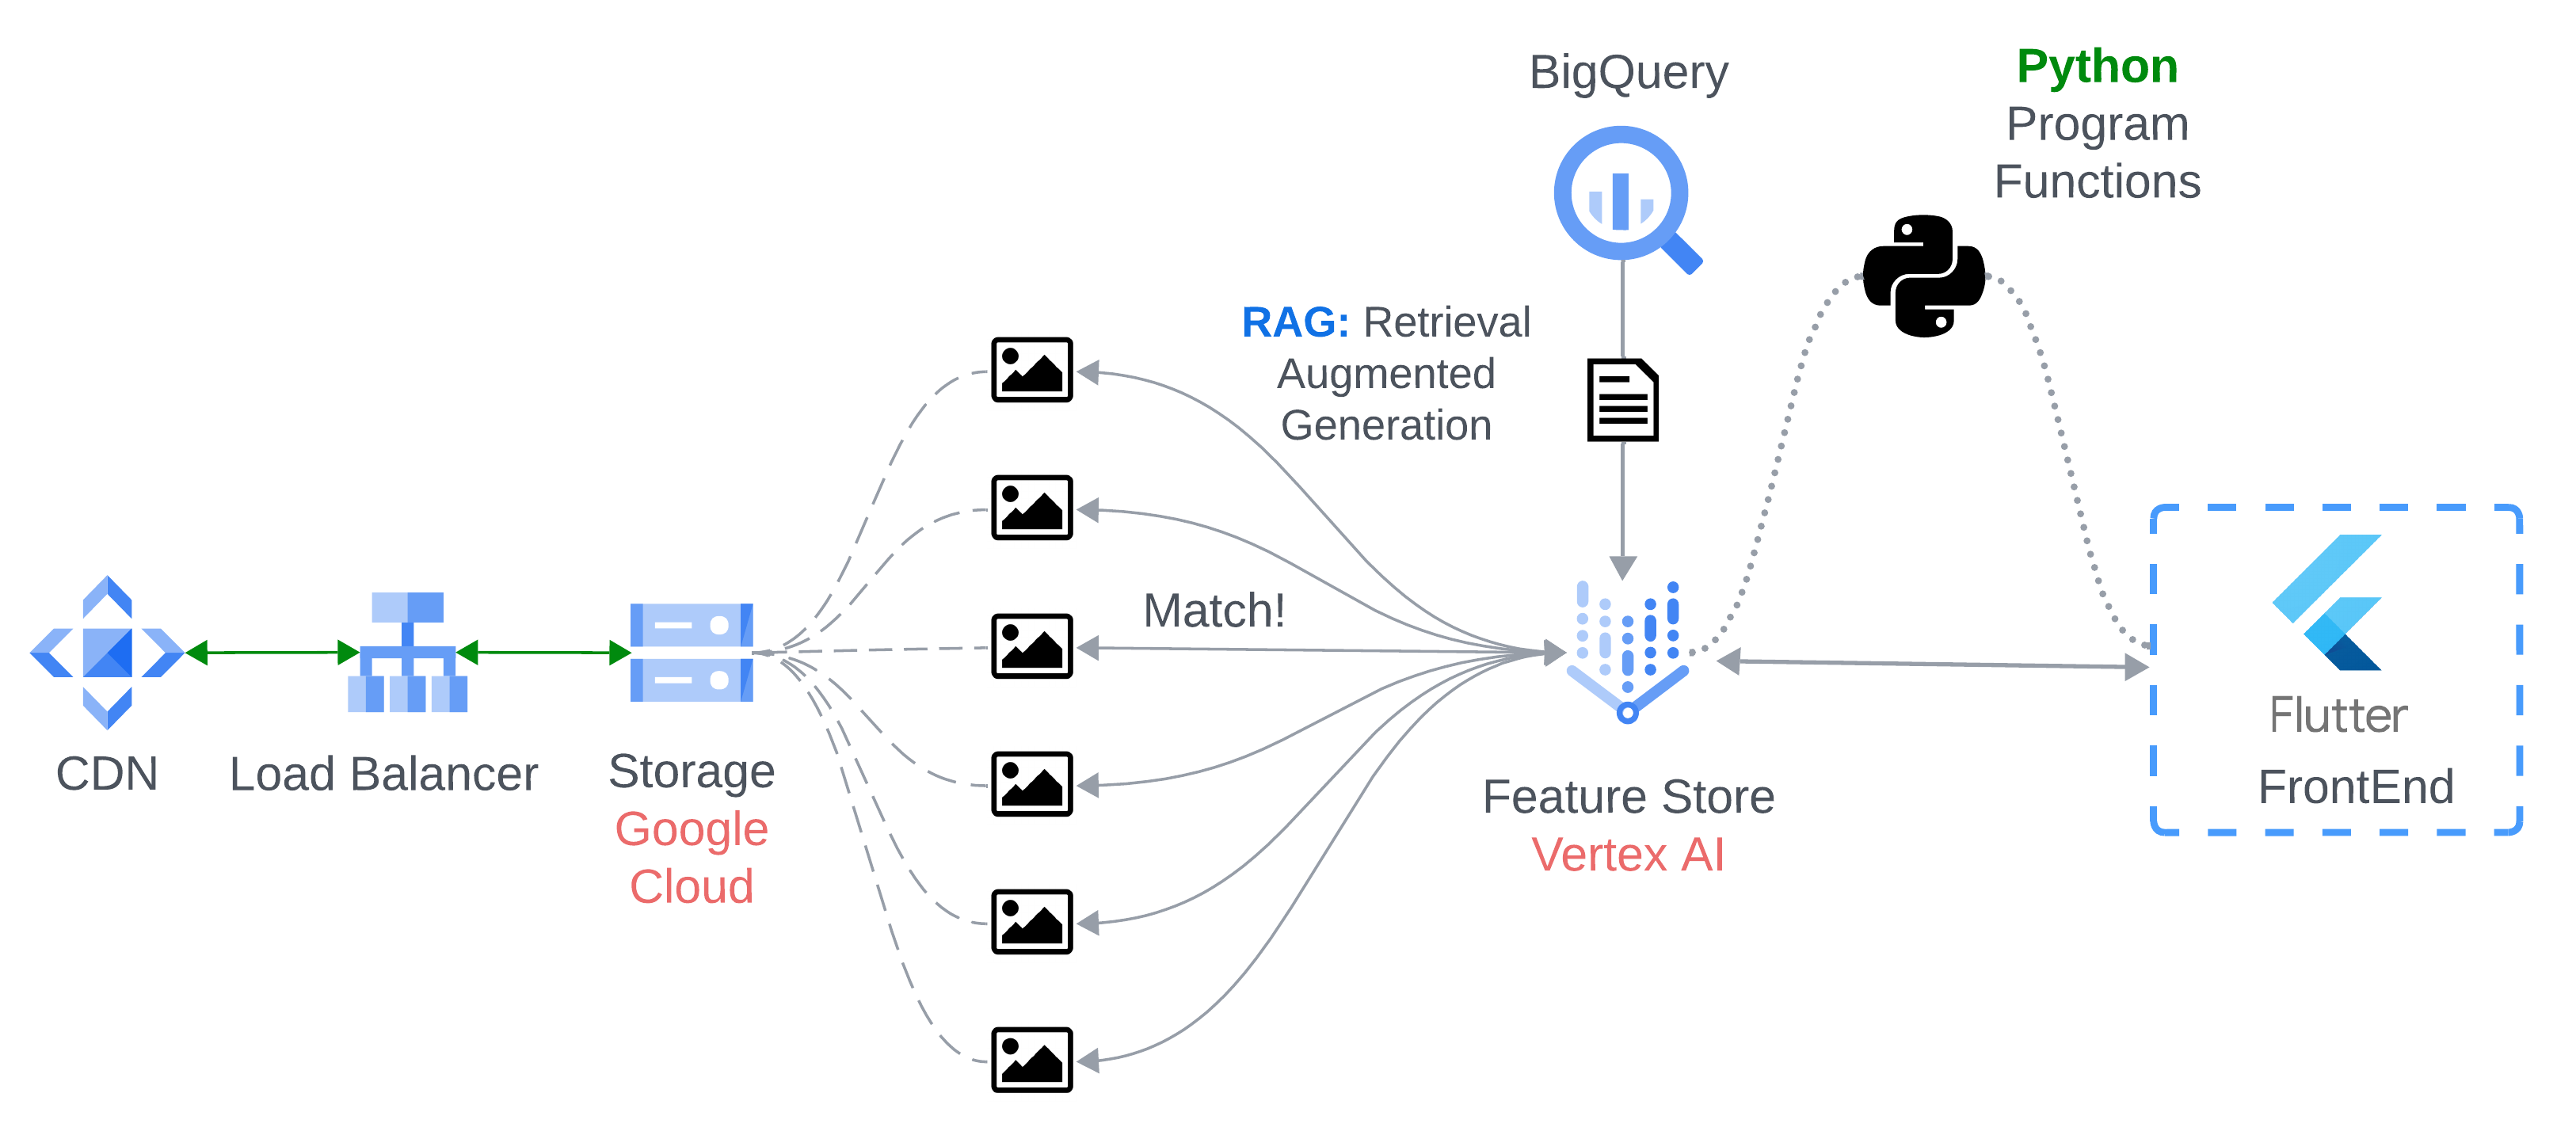 BigQuery
Python
Program
Functions
RAG: Retrieval
Augmented
Generation
Match!
CDN
Load Balancer
Storage
Google
Cloud
Feature Store
Vertex AI
Flutter
FrontEnd